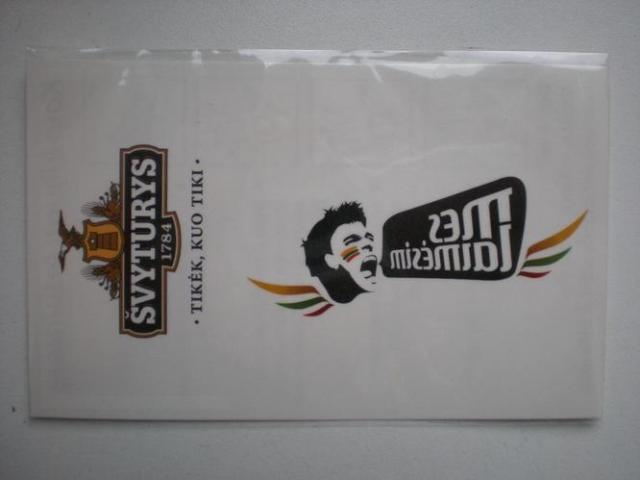 ŠVYTURYS
1784
· TIKĖK, KUO TIKI ·
mes
laimėsim